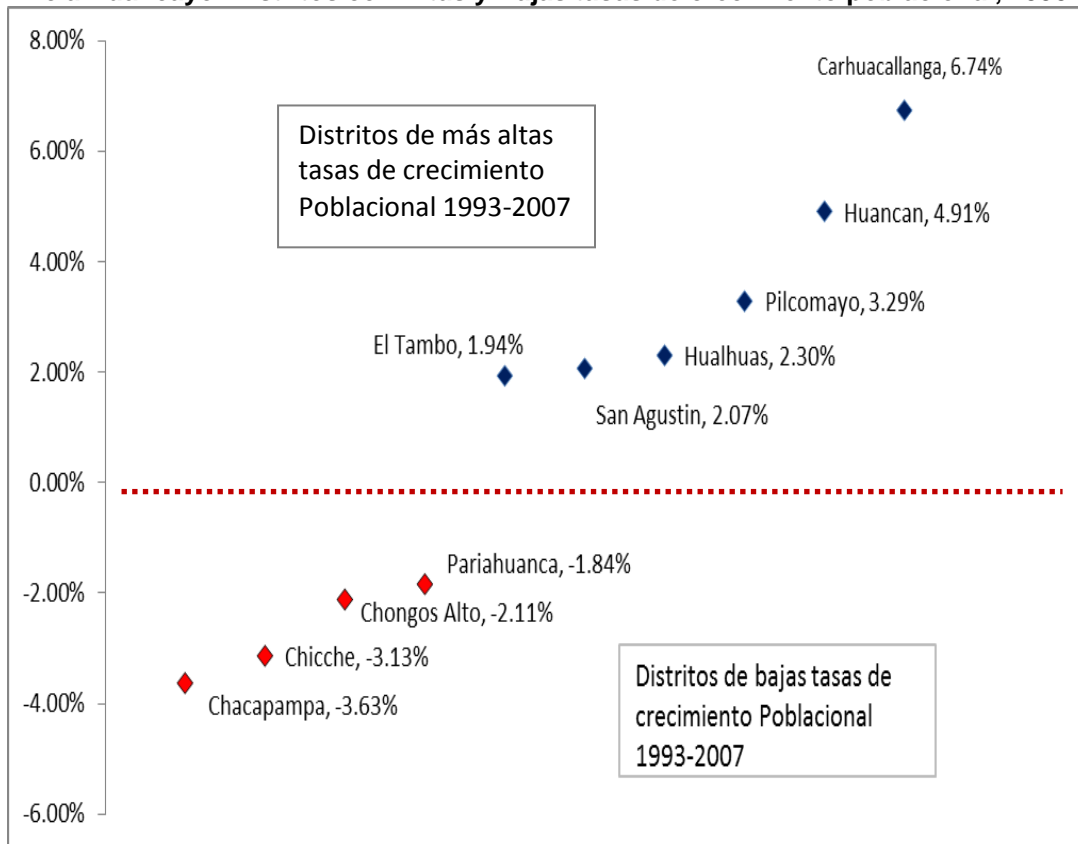 8.00%
Carhuacallanga, 6.74%
Distritos de más altas
tasas de crecimiento
Poblacional 1993-2007
6.00%
Huancan, 4.91%
4.00%
Pilcomayo, 3.29%
El Tambo, 1.94%
Hualhuas, 2.30%
2.00%
San Agustin, 2.07%
0.00%
Pariahuanca, -1.84%
-2.00%
Chongos Alto, -2.11%
Chicche, -3.13%
Distritos de bajas tasas de
crecimiento Poblacional
1993-2007
-4.00%
Chacapampa, -3.63%
-6.00%